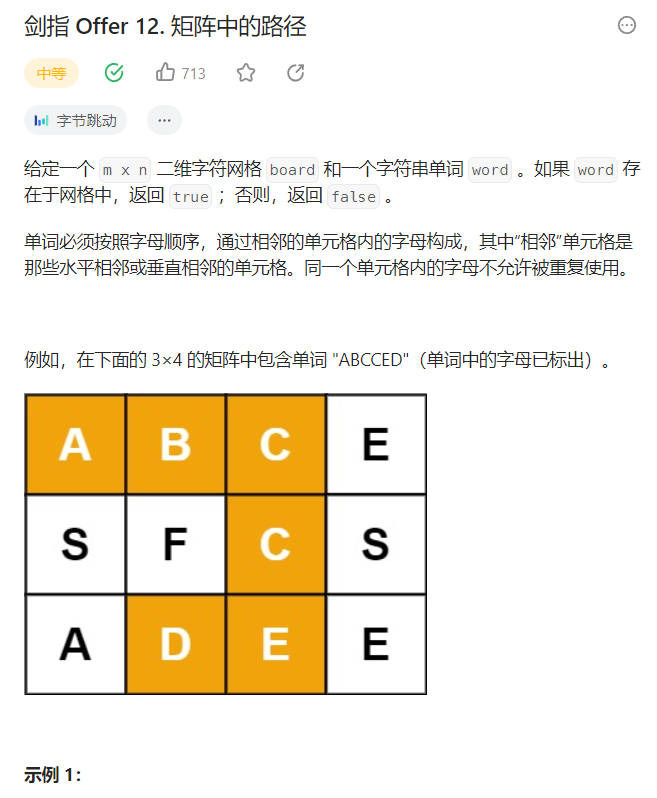 剑指 Offer 12. 矩阵中的路径
中等 713
字节跳动 ...
给定一个 m x n 二维字符网格 board 和一个字符串单词 word 。如果 word 存
在于网格中，返回 true ；否则，返回 false 。
单词必须按照字母顺序，通过相邻的单元格内的字母构成，其中“相邻”单元格是
那些水平相邻或垂直相邻的单元格。同一个单元格内的字母不允许被重复使用。
例如，在下面的 3×4 的矩阵中包含单词 "ABCCED"（单词中的字母已标出）。
A B C E
S F C S
A D E E
示例 1：